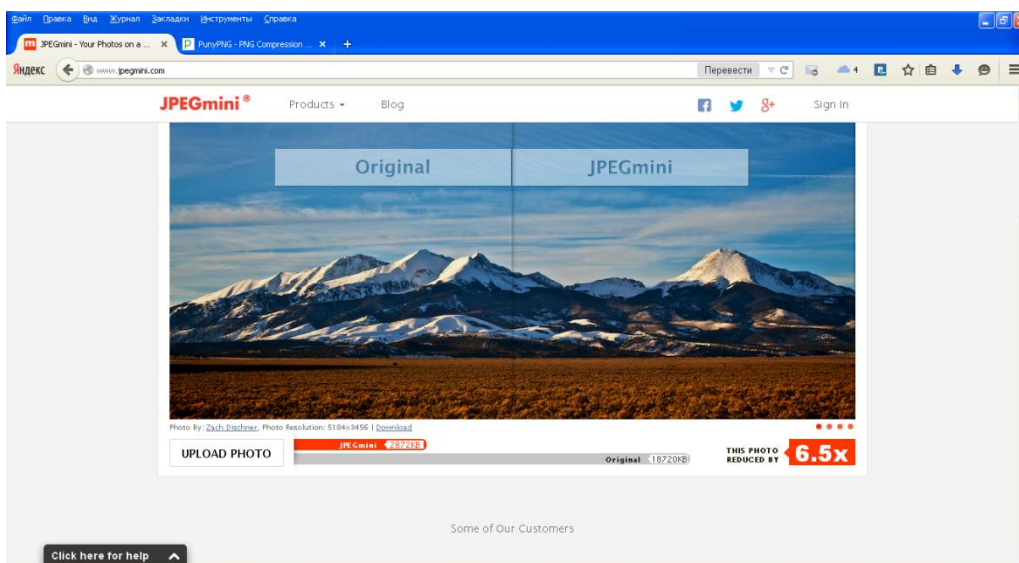 Файл Правка Вид Журнал Закладки Инструменты Справка
JPEGmini - Your Photos on a ... PunyPNG - PNG Compression ...
Яндекс www.jpegmini.com Перевести 4
JPEGmini® Products Blog Sign In
Original JPEGmini
Photo By: Zach Dischner, Photo Resolution: 5184x3456 | Download
UPLOAD PHOTO
JPEGmini 2872KB
Original 18720KB
THIS PHOTO
REDUCED BY
6.5x
Some of Our Customers
Click here for help